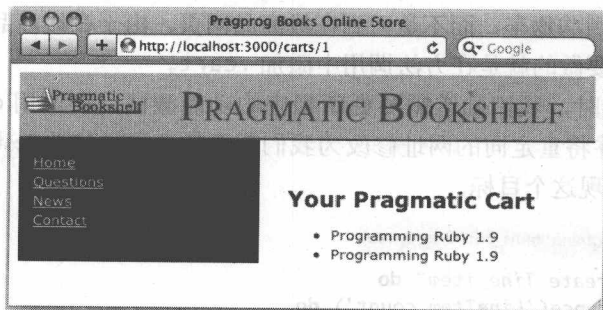 Pragprog Books Online Store
http://localhost:3000/carts/1
Google
Pragmatic
Bookshelf
PRAGMATIC BOOKSHELF
Home
Questions
News
Contact
Your Pragmatic Cart
• Programming Ruby 1.9
• Programming Ruby 1.9